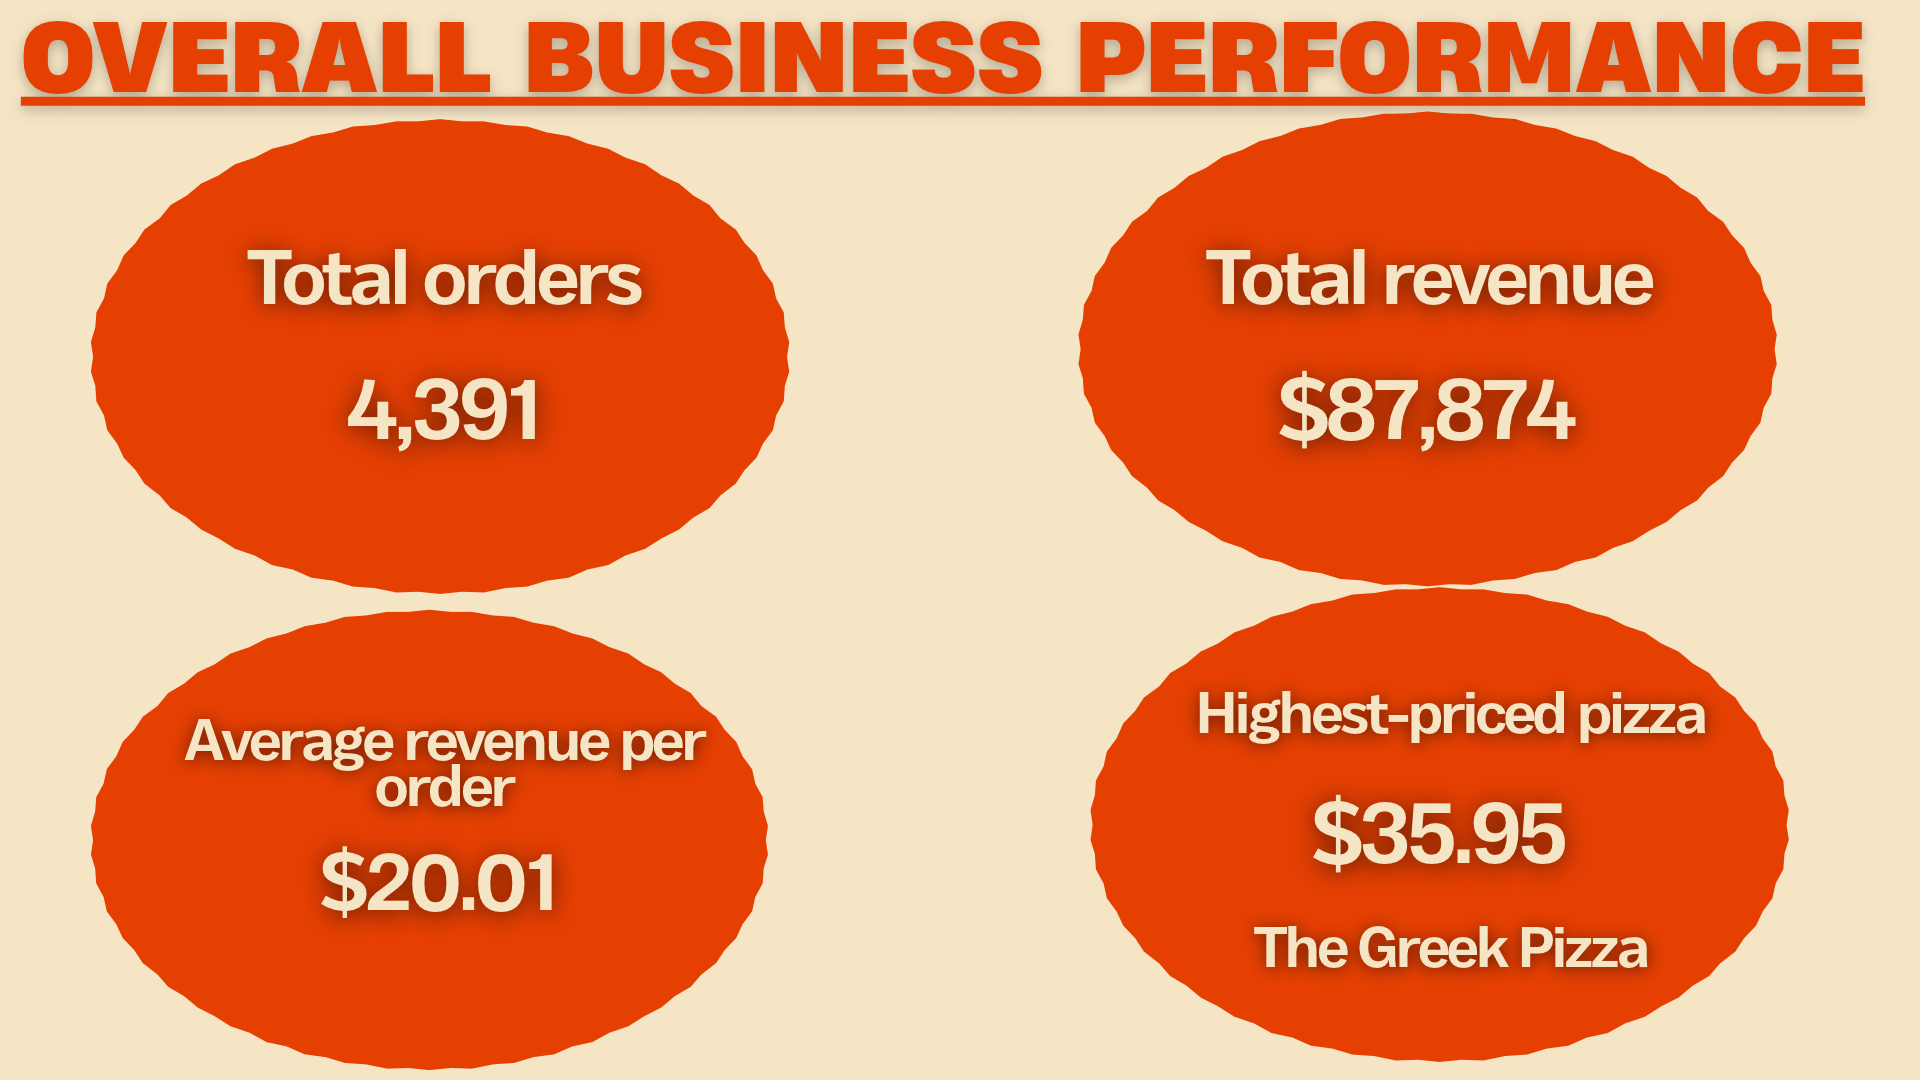 OVERALL BUSINESS PERFORMANCE
Total orders
4,391
Total revenue
$87,874
Average revenue per
order
$20.01
Highest-priced pizza
$35.95
The Greek Pizza